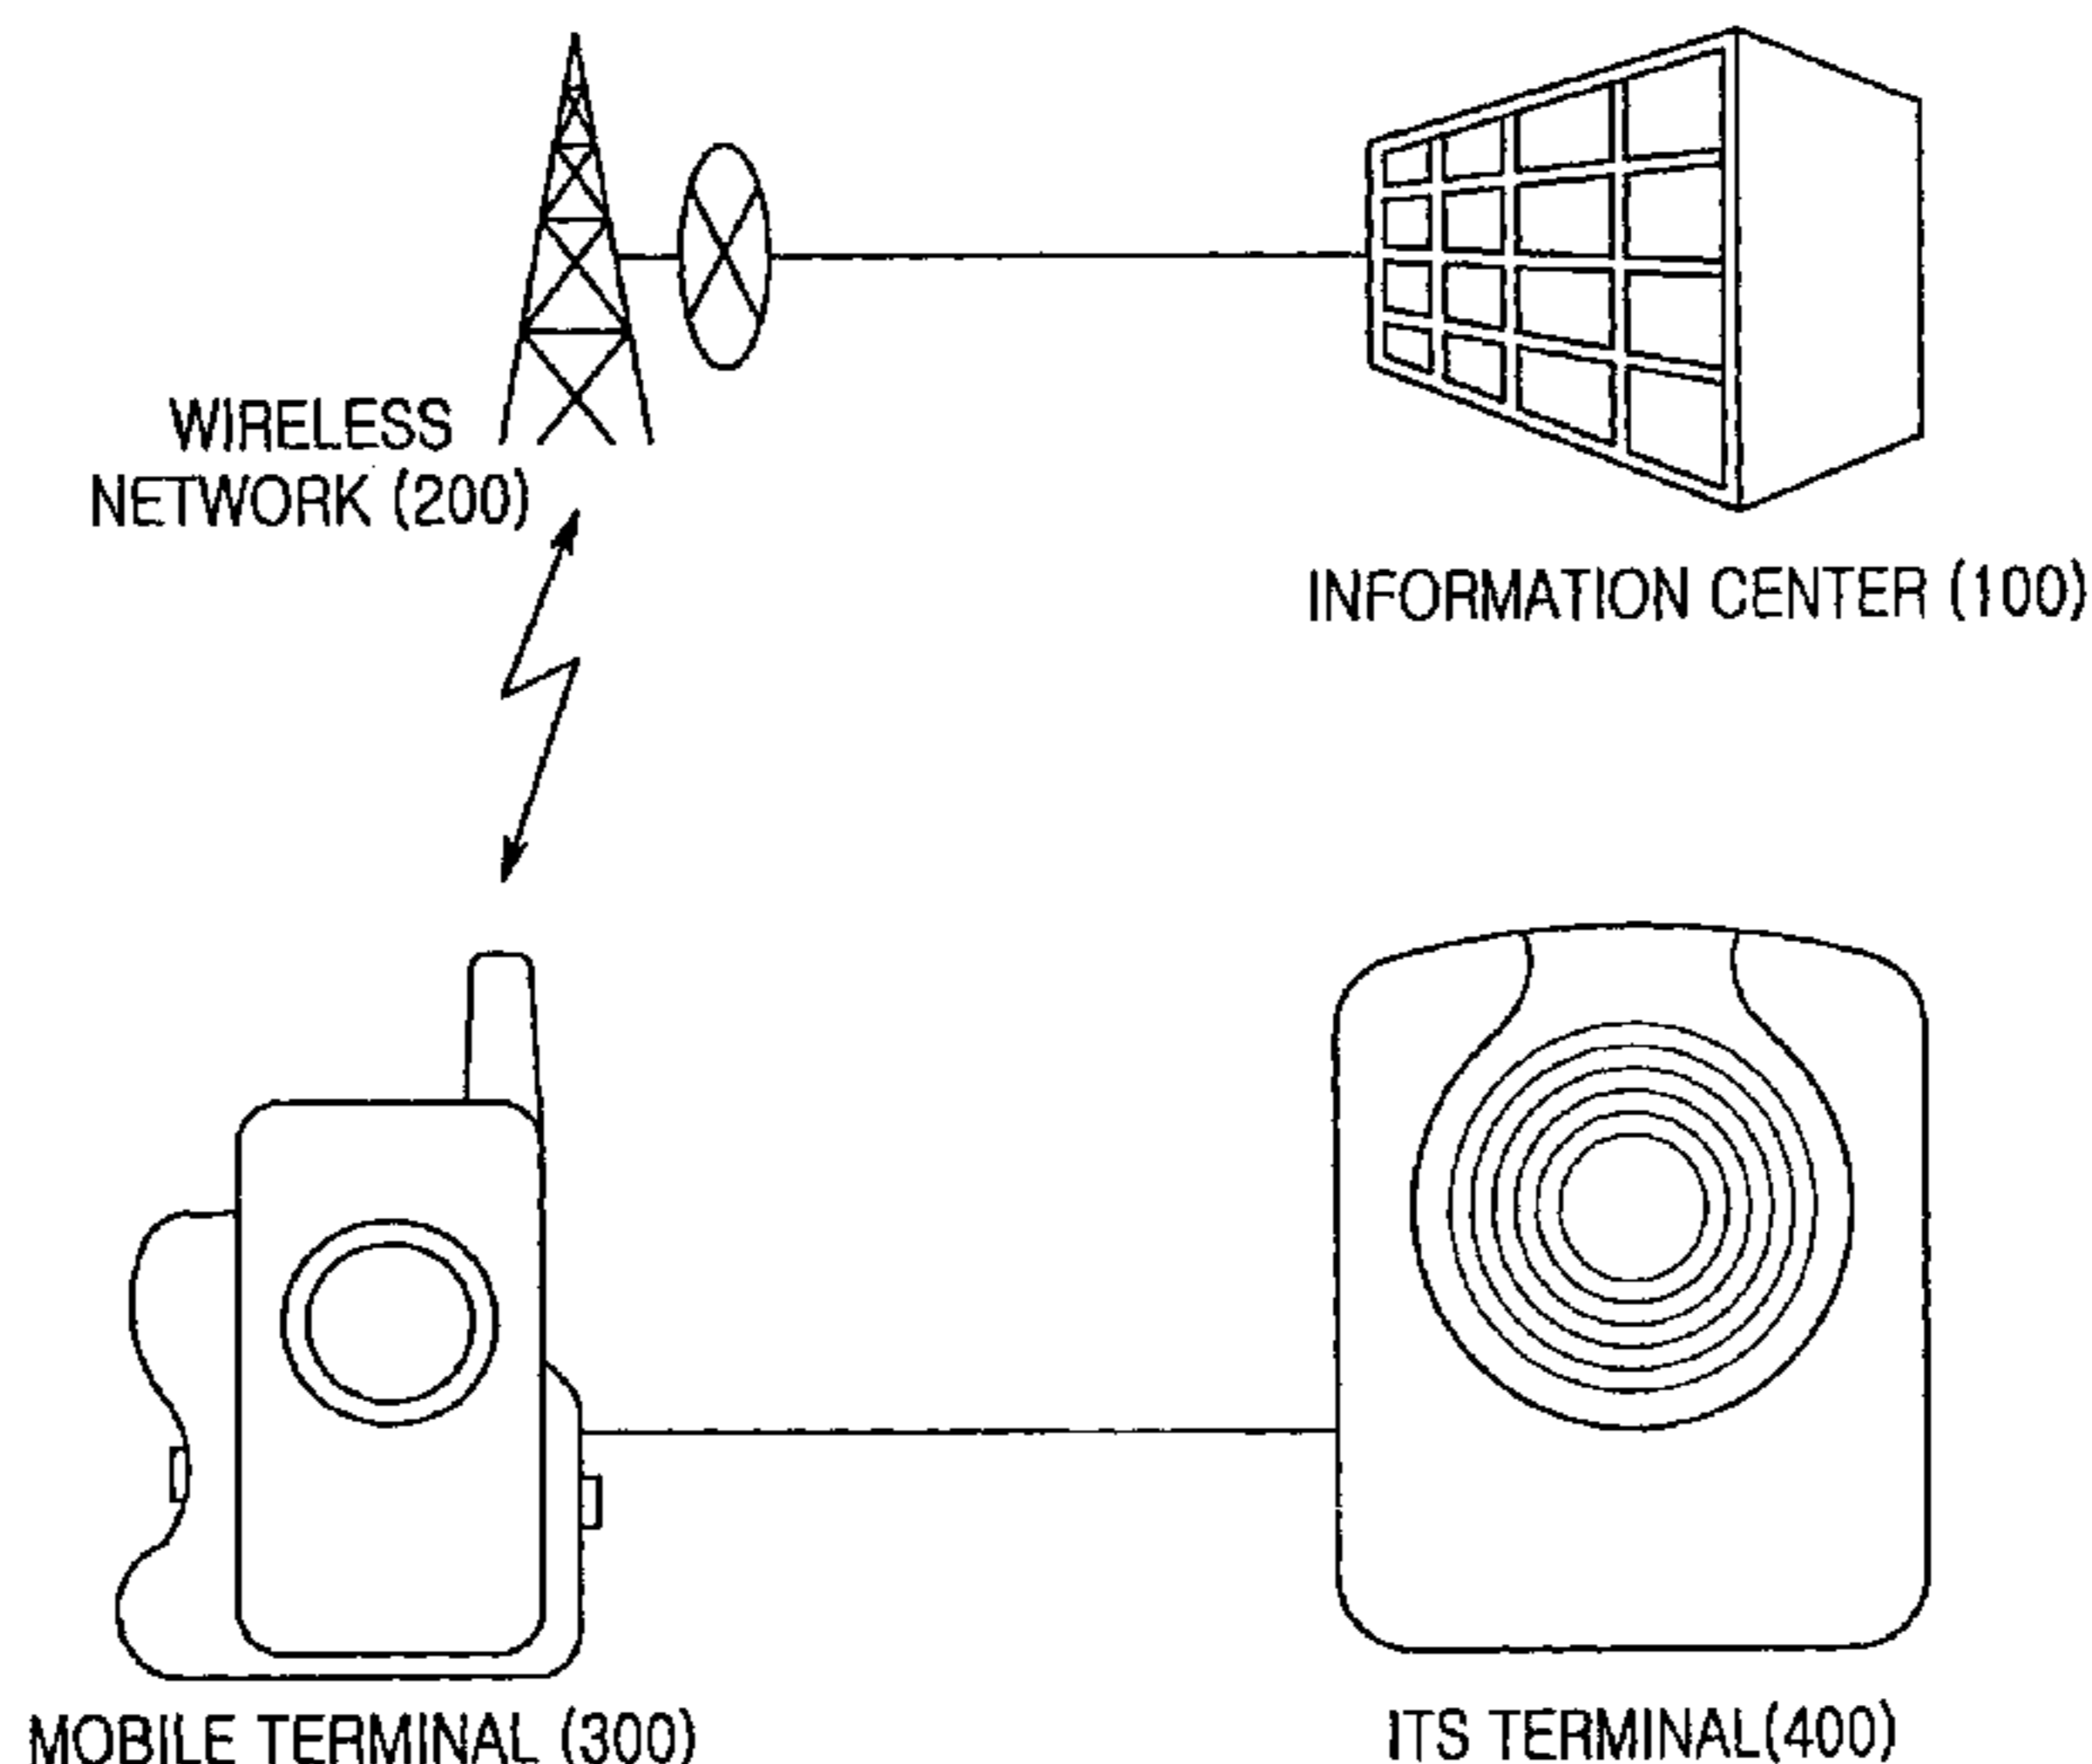 WIRELESS
NETWORK (200)
INFORMATION CENTER (100)
MOBILE TERMINAL (300)
ITS TERMINAL(400)